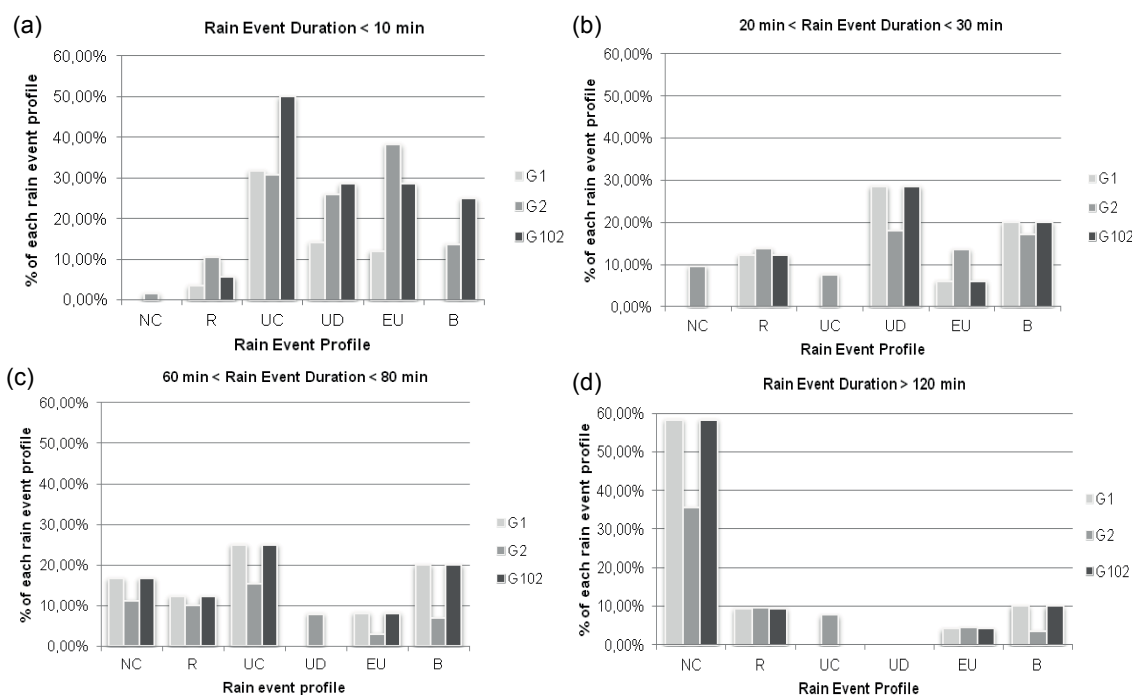 (a)
Rain Event Duration < 10 min
% of each rain event profile
60,00%
50,00%
40,00%
30,00%
20,00%
10,00%
0,00%
NC R UC UD EU B
Rain Event Profile
G1
G2
G102
(b)
20 min < Rain Event Duration < 30 min
% of each rain event profile
60,00%
50,00%
40,00%
30,00%
20,00%
10,00%
0,00%
NC R UC UD EU B
Rain Event Profile
G1
G2
G102
(c)
60 min < Rain Event Duration < 80 min
% of each rain event profile
60,00%
50,00%
40,00%
30,00%
20,00%
10,00%
0,00%
NC R UC UD EU B
Rain event profile
G1
G2
G102
(d)
Rain Event Duration > 120 min
% of each rain event profile
60,00%
50,00%
40,00%
30,00%
20,00%
10,00%
0,00%
NC R UC UD EU B
Rain Event Profile
G1
G2
G102